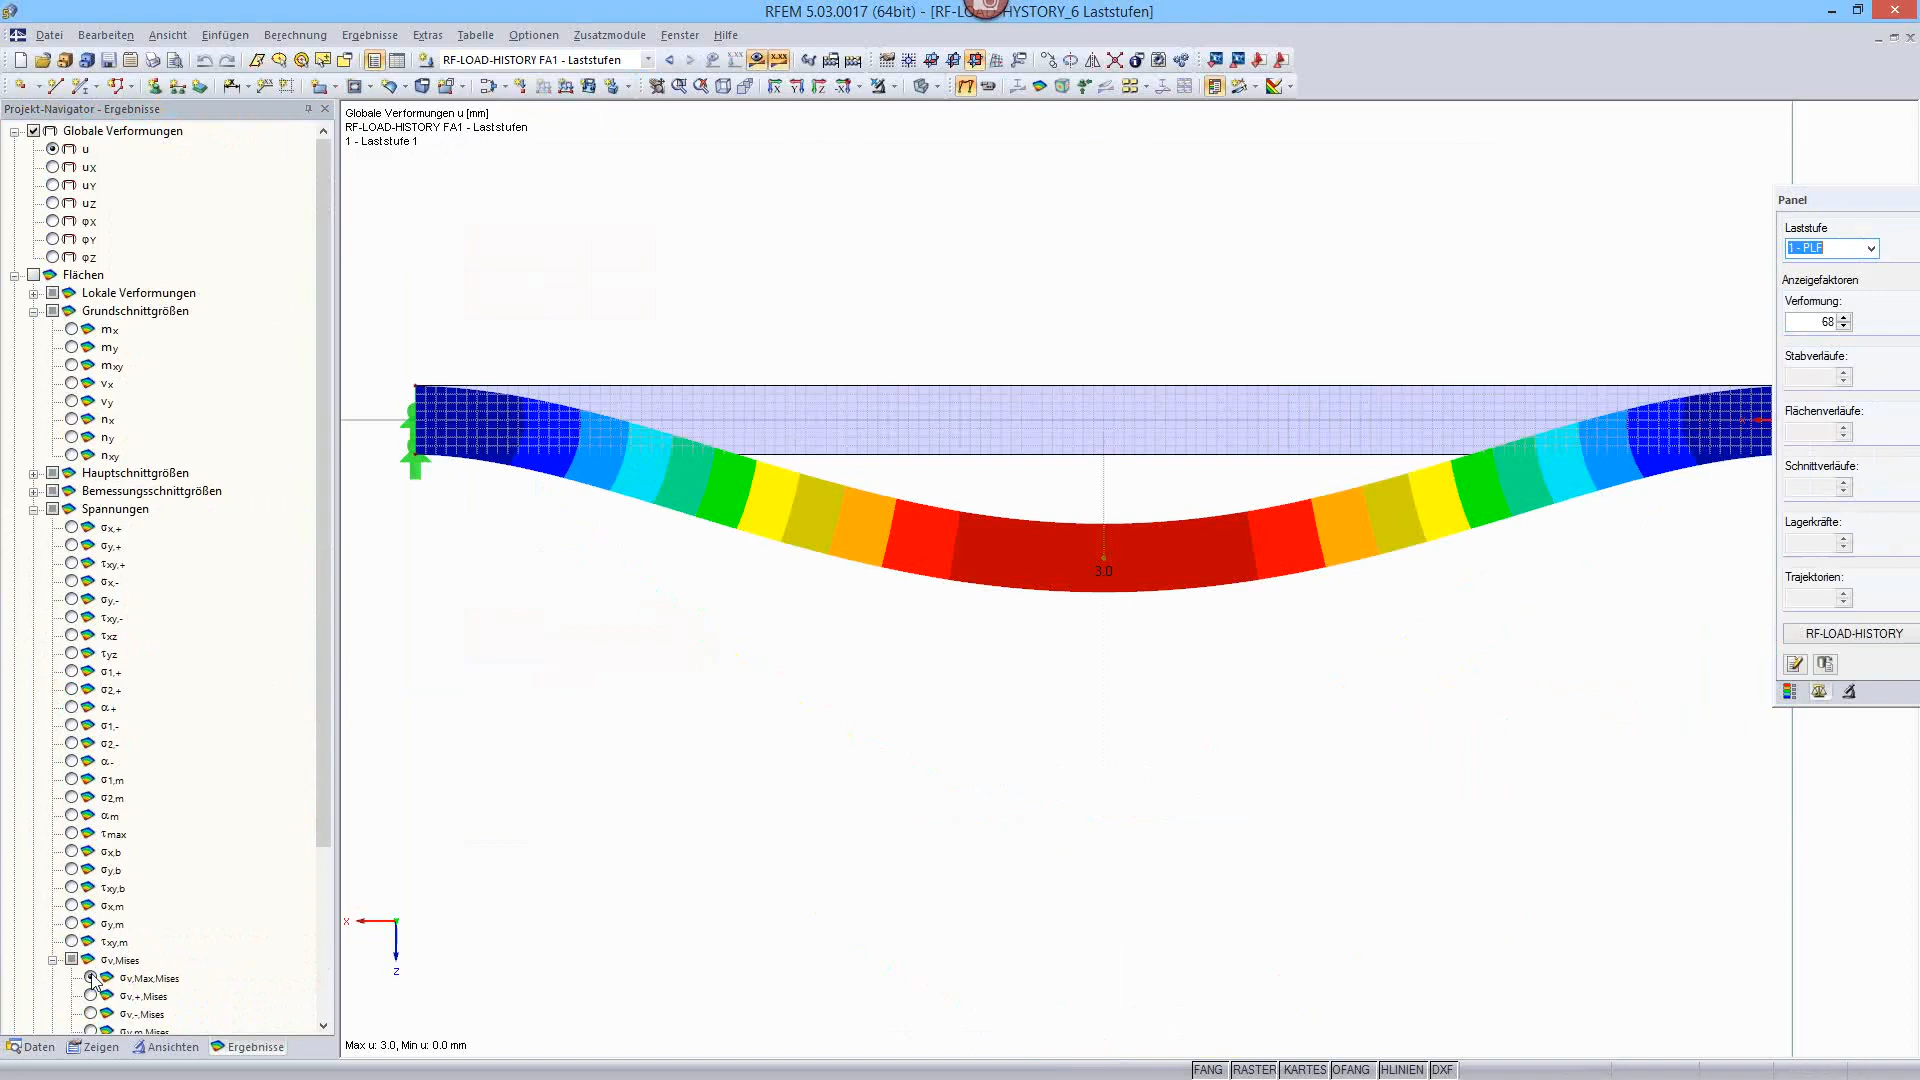 RFEM 5.03.0017 (64bit) - [RF-LOAD-HYSTORY_6 Laststufen]
Datei Bearbeiten Ansicht Einfügen Berechnung Ergebnisse Extras Tabelle Optionen Zusatzmodule Fenster Hilfe
RF-LOAD-HISTORY FA1 - Laststufen
Projekt-Navigator - Ergebnisse
Globale Verformungen
u
uX
uY
uZ
φX
φY
φZ
Flächen
Lokale Verformungen
Grundschnittgrößen
mx
my
mxy
vx
vy
nx
ny
nxy
Hauptschnittgrößen
Bemessungsschnittgrößen
Spannungen
σx,+
σy,+
τxy,+
σx,-
σy,-
τxy,-
τxz
τyz
σ1,+
σ2,+
α+
σ1,-
σ2,-
α-
σ1,m
σ2,m
αm
τmax
σx,b
σy,b
τxy,b
σx,m
σy,m
τxy,m
σv,Mises
σv,Max,Mises
σv,+,Mises
σv,-,Mises
σv,m,Mises
Daten Zeigen Ansichten Ergebnisse
Globale Verformungen u [mm]
RF-LOAD-HISTORY FA1 - Laststufen
1 - Laststufe 1
3.0
X
Z
Max u: 3.0, Min u: 0.0 mm
Panel
Laststufe
1 - PLF
Anzeigefaktoren
Verformung:
68
Stabverläufe:
Flächenverläufe:
Schnittverläufe:
Lagerkräfte:
Trajektorien:
RF-LOAD-HISTORY
FANG RASTER KARTES OFANG HLINIEN DXF